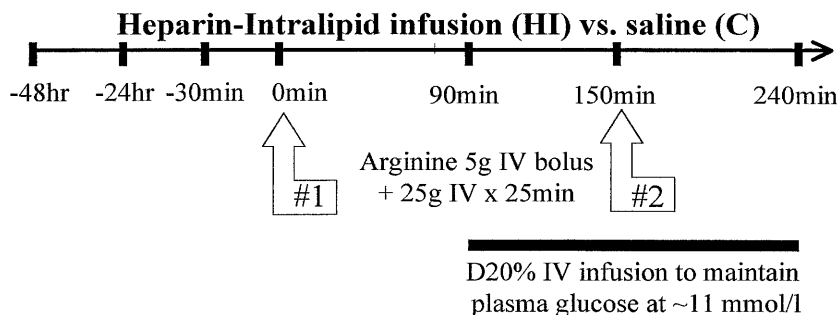 Heparin-Intralipid infusion (HI) vs. saline (C)
-48hr -24hr -30min 0min 90min 150min 240min
Arginine 5g IV bolus
#1 + 25g IV x 25min #2
D20% IV infusion to maintain
plasma glucose at ~11 mmol/l